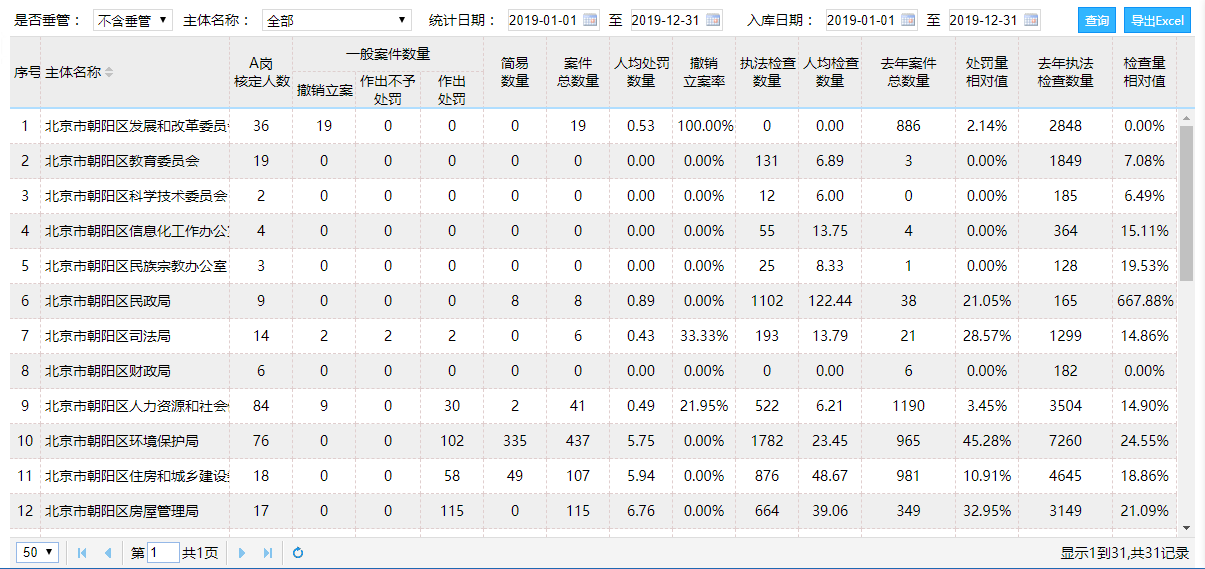 是否垂管： 不含垂管 主体名称： 全部 统计日期： 2019-01-01 至 2019-12-31 入库日期： 2019-01-01 至 2019-12-31 查询 导出Excel
序号 主体名称 A岗核定人数 一般案件数量 撤销立案 作出不予处罚 作出处罚 简易数量 案件总数量 人均处罚数量 撤销立案率 执法检查数量 人均检查数量 去年案件总数量 处罚量相对值 去年执法检查数量 检查量相对值
1 北京市朝阳区发展和改革委员 36 19 0 0 0 19 0.53 100.00% 0 0.00 886 2.14% 2848 0.00%
2 北京市朝阳区教育委员会 19 0 0 0 0 0 0.00 0.00% 131 6.89 3 0.00% 1849 7.08%
3 北京市朝阳区科学技术委员会 2 0 0 0 0 0 0.00 0.00% 12 6.00 0 0.00% 185 6.49%
4 北京市朝阳区信息化工作办公 4 0 0 0 0 0 0.00 0.00% 55 13.75 4 0.00% 364 15.11%
5 北京市朝阳区民族宗教办公室 3 0 0 0 0 0 0.00 0.00% 25 8.33 1 0.00% 128 19.53%
6 北京市朝阳区民政局 9 0 0 0 8 8 0.89 0.00% 1102 122.44 38 21.05% 165 667.88%
7 北京市朝阳区司法局 14 2 2 2 0 6 0.43 33.33% 193 13.79 21 28.57% 1299 14.86%
8 北京市朝阳区财政局 6 0 0 0 0 0 0.00 0.00% 0 0.00 6 0.00% 182 0.00%
9 北京市朝阳区人力资源和社会 84 9 0 30 2 41 0.49 21.95% 522 6.21 1190 3.45% 3504 14.90%
10 北京市朝阳区环境保护局 76 0 0 102 335 437 5.75 0.00% 1782 23.45 965 45.28% 7260 24.55%
11 北京市朝阳区住房和城乡建设 18 0 0 58 49 107 5.94 0.00% 876 48.67 981 10.91% 4645 18.86%
12 北京市朝阳区房屋管理局 17 0 0 115 0 115 6.76 0.00% 664 39.06 349 32.95% 3149 21.09%
50 第 1 共1页 显示1到31,共31记录